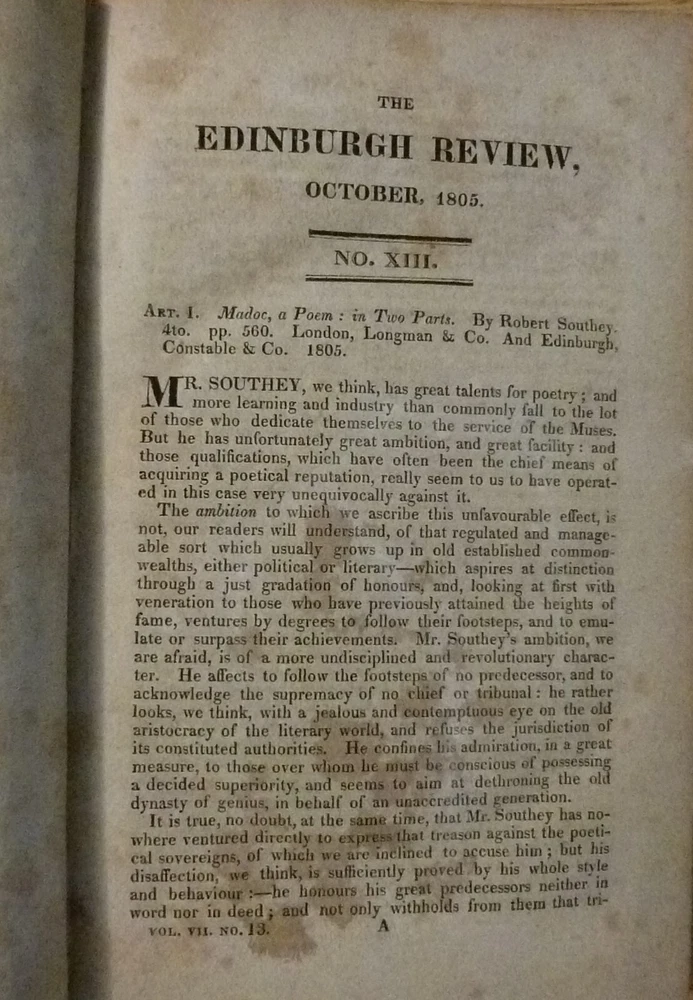 THE
EDINBURGH REVIEW,
OCTOBER, 1805.
NO. XIII.
ART. I. Madoc, a Poem : in Two Parts. By Robert Southey.
4to. pp. 560. London, Longman & Co. And Edinburgh,
Constable & Co. 1805.
MR. SOUTHEY, we think, has great talents for poetry ; and
more learning and industry than commonly fall to the lot
of those who dedicate themselves to the service of the Muses.
But he has unfortunately great ambition, and great facility : and
those qualifications, which have often been the chief means of
acquiring a poetical reputation, really seem to us to have operat-
ed in this case very unequivocally against it.
The ambition to which we ascribe this unfavourable effect, is
not, our readers will understand, of that regulated and manage-
able sort which usually grows up in old established common-
wealths, either political or literary—which aspires at distinction
through a just gradation of honours, and, looking at first with
veneration to those who have previously attained the heights of
fame, ventures by degrees to follow their footsteps, and to emu-
late or surpass their achievements. Mr. Southey's ambition, we
are afraid, is of a more undisciplined and revolutionary charac-
ter. He affects to follow the footsteps of no predecessor, and to
acknowledge the supremacy of no chief or tribunal : he rather
looks, we think, with a jealous and contemptuous eye on the old
aristocracy of the literary world, and refuses the jurisdiction of
its constituted authorities. He confines his admiration, in a great
measure, to those over whom he must be conscious of possessing
a decided superiority, and seems to aim at dethroning the old
dynasty of genius, in behalf of an unaccredited generation.
It is true, no doubt, at the same time, that Mr. Southey has no-
where ventured directly to express that treason against the poeti-
cal sovereigns, of which we are inclined to accuse him ; but his
disaffection, we think, is sufficiently proved by his whole style
and behaviour :—he honours his great predecessors neither in
word nor in deed ; and not only withholds from them that tri-
VOL. VII. NO. 13. A